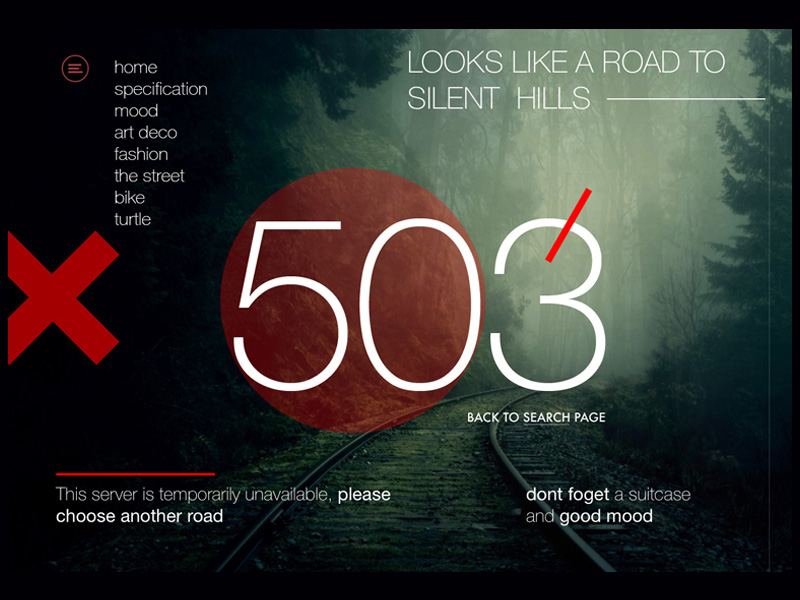 home
specification
mood
art deco
fashion
the street
bike
turtle
LOOKS LIKE A ROAD TO
SILENT HILLS
503
BACK TO SEARCH PAGE
This server is temporarily unavailable, please
choose another road
dont foget a suitcase
and good mood